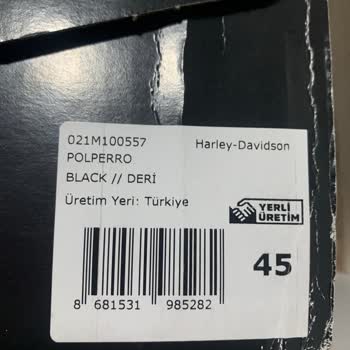 021M100557 Harley-Davidson
POLPERRO
BLACK // DERİ
Üretim Yeri: Türkiye
YERLİ
ÜRETİM
45
8 681531 985282